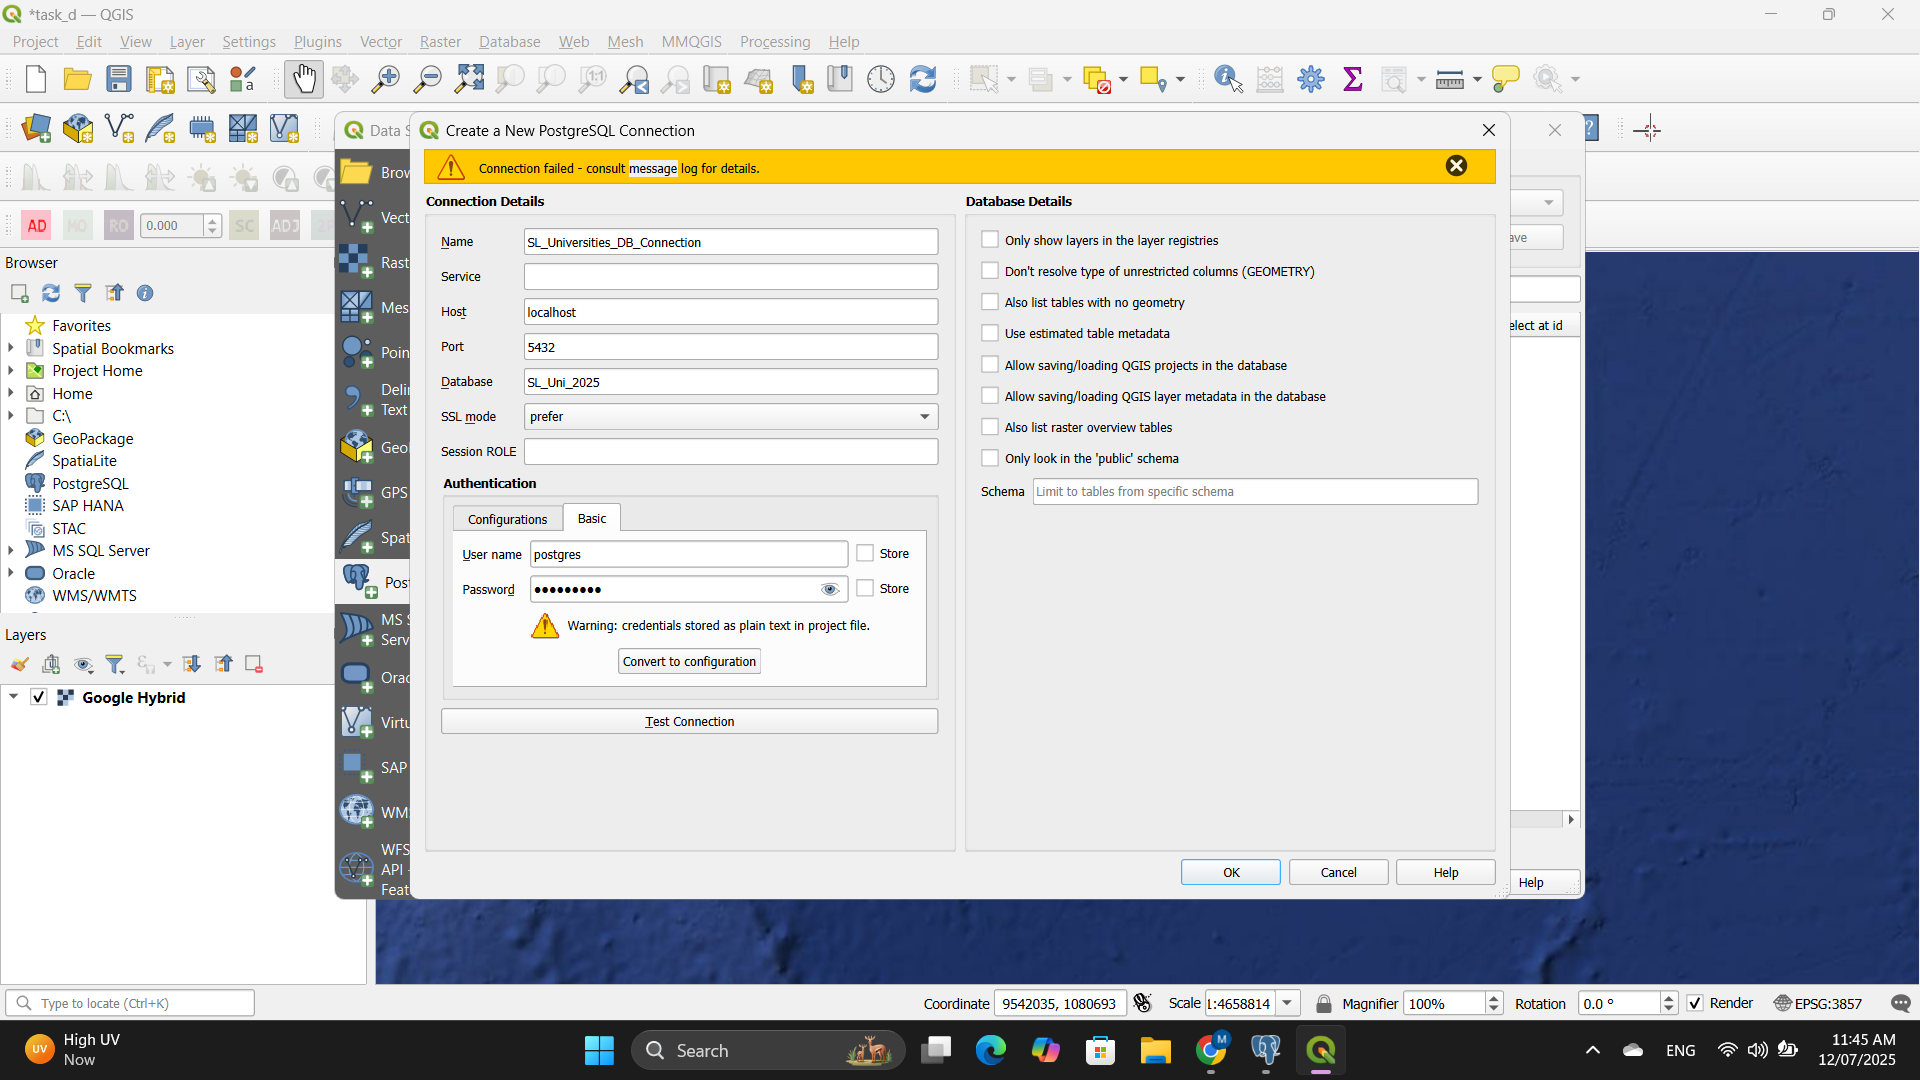 *task_d — QGIS
Project Edit View Layer Settings Plugins Vector Raster Database Web Mesh MMQGIS Processing Help
Data S
Create a New PostgreSQL Connection
Connection failed - consult message log for details.
AD MO RO 0.000 SC ADJ
Browser
Favorites
Spatial Bookmarks
Project Home
Home
C:\
GeoPackage
SpatiaLite
PostgreSQL
SAP HANA
STAC
MS SQL Server
Oracle
WMS/WMTS
Layers
Google Hybrid
Brow
Vect
Rast
Mes
Poin
Deli
Text
Geo
GPS
Spat
Post
MS S
Serv
Orac
Virtu
SAP
WM
WFS
API -
Feat
Connection Details
Name SL_Universities_DB_Connection
Service
Host localhost
Port 5432
Database SL_Uni_2025
SSL mode prefer
Session ROLE
Authentication
Configurations Basic
User name postgres Store
Password ●●●●●●●●● Store
Warning: credentials stored as plain text in project file.
Convert to configuration
Test Connection
Database Details
Only show layers in the layer registries
Don't resolve type of unrestricted columns (GEOMETRY)
Also list tables with no geometry
Use estimated table metadata
Allow saving/loading QGIS projects in the database
Allow saving/loading QGIS layer metadata in the database
Also list raster overview tables
Only look in the 'public' schema
Schema Limit to tables from specific schema
OK Cancel Help
ave
elect at id
Help
Type to locate (Ctrl+K)
Coordinate 9542035, 1080693 Scale 1:4658814 Magnifier 100% Rotation 0.0 ° Render EPSG:3857
UV
High UV
Now
Search
M
ENG
11:45 AM
12/07/2025